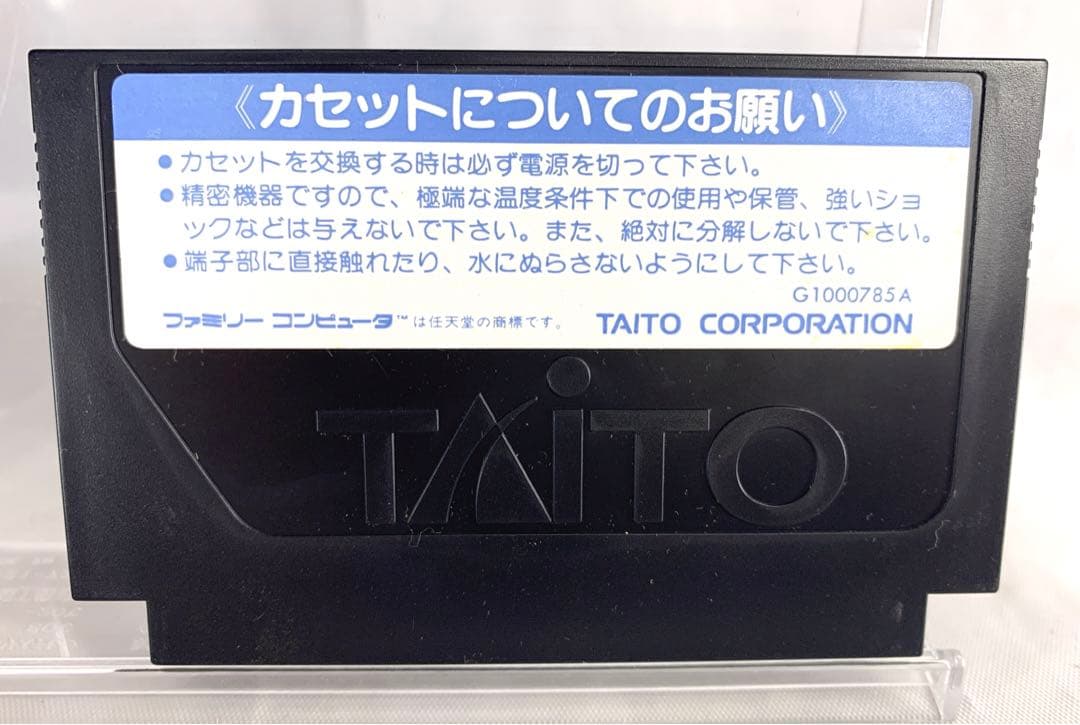 《カセットについてのお願い》
●カセットを交換する時は必ず電源を切って下さい。
●精密機器ですので、極端な温度条件下での使用や保管、強いショ
ックなどは与えないで下さい。また、絶対に分解しないで下さい。
●端子部に直接触れたり、水にぬらさないようにして下さい。
G1000785A
ファミリー コンピュータ™は任天堂の商標です。 TAITO CORPORATION
TAiTO